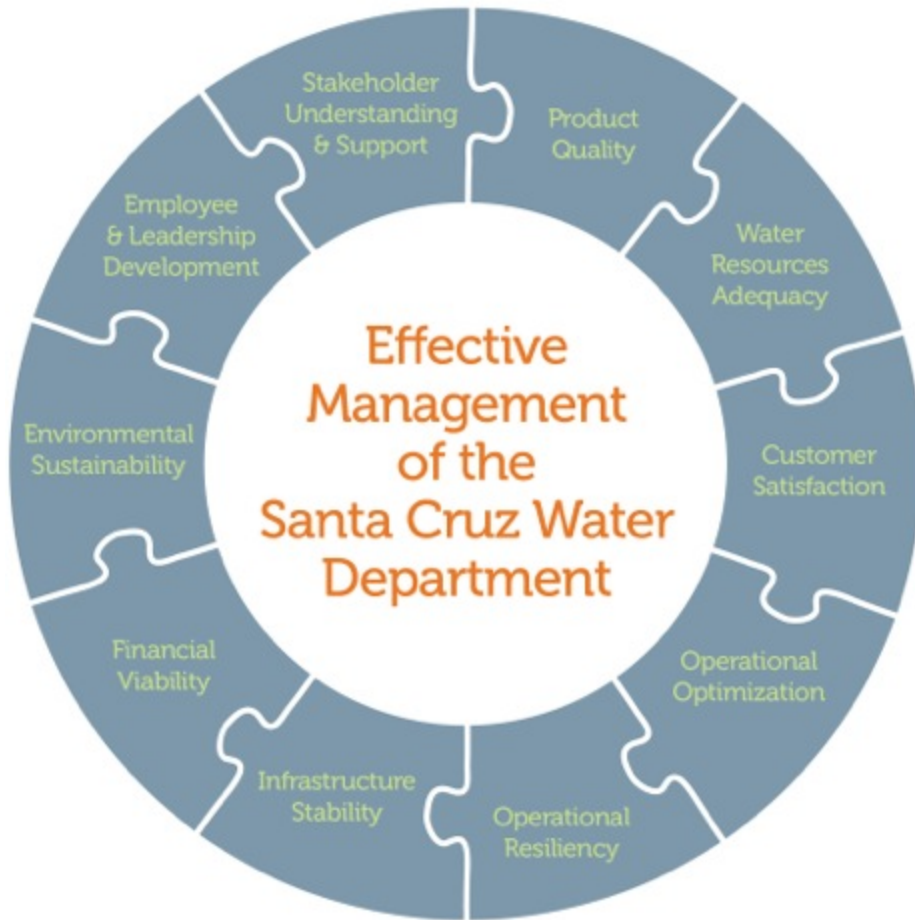 Stakeholder
Understanding
& Support
Product
Quality
Water
Resources
Adequacy
Customer
Satisfaction
Operational
Optimization
Operational
Resiliency
Infrastructure
Stability
Financial
Viability
Environmental
Sustainability
Employee
& Leadership
Development
Effective
Management
of the
Santa Cruz Water
Department